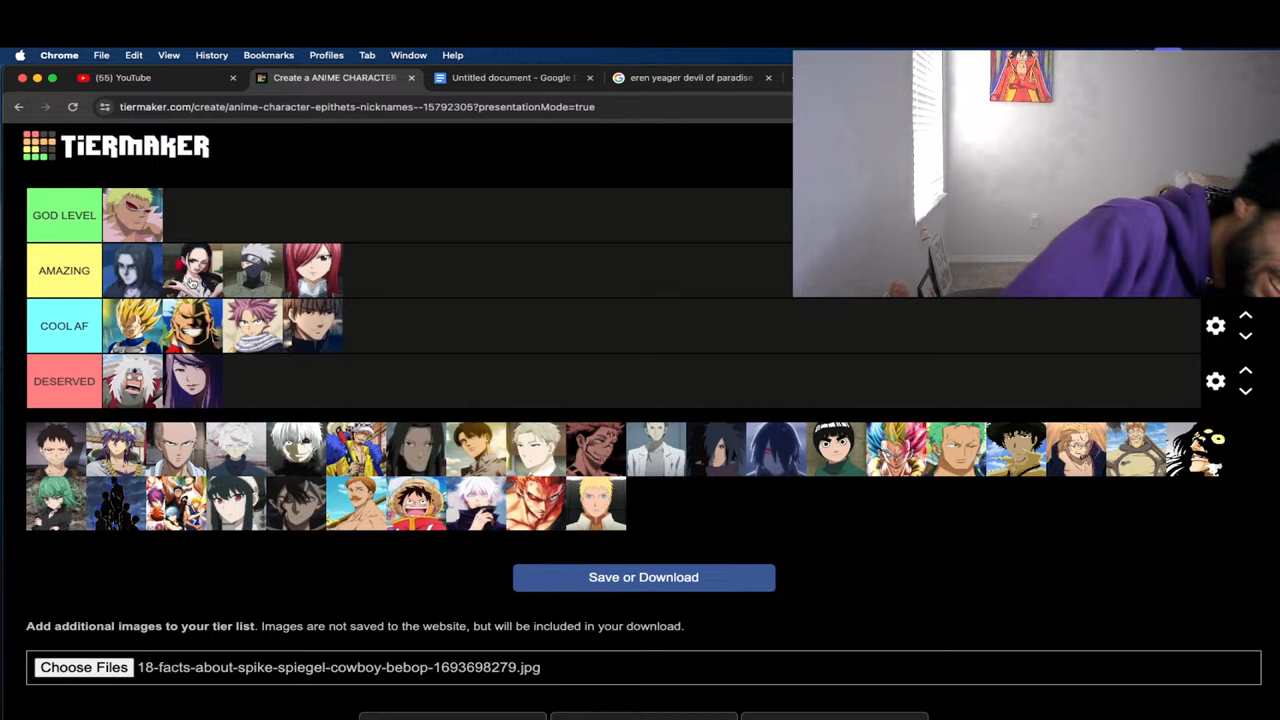 Chrome File Edit View History Bookmarks Profiles Tab Window Help
(55) YouTube
Create a ANIME CHARACTER
Untitled document - Google D
eren yeager devil of paradise
tiermaker.com/create/anime-character-epithets-nicknames--15792305?presentationMode=true
TiERMAKER
GOD LEVEL
AMAZING
COOL AF
DESERVED
Save or Download
Add additional images to your tier list. Images are not saved to the website, but will be included in your download.
Choose Files 18-facts-about-spike-spiegel-cowboy-bebop-1693698279.jpg